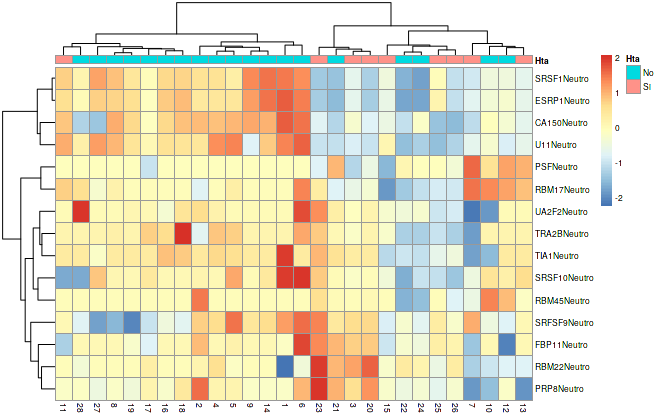 Hta
SRSF1Neutro
ESRP1Neutro
CA150Neutro
U11Neutro
PSFNeutro
RBM17Neutro
UA2F2Neutro
TRA2BNeutro
TIA1Neutro
SRSF10Neutro
RBM45Neutro
SRFSF9Neutro
FBP11Neutro
RBM22Neutro
PRP8Neutro
11 28 27 8 19 17 16 18 2 4 5 9 14 1 6 23 21 3 20 15 22 24 25 26 7 10 12 13
2
1
0
-1
-2
Hta
No
SI